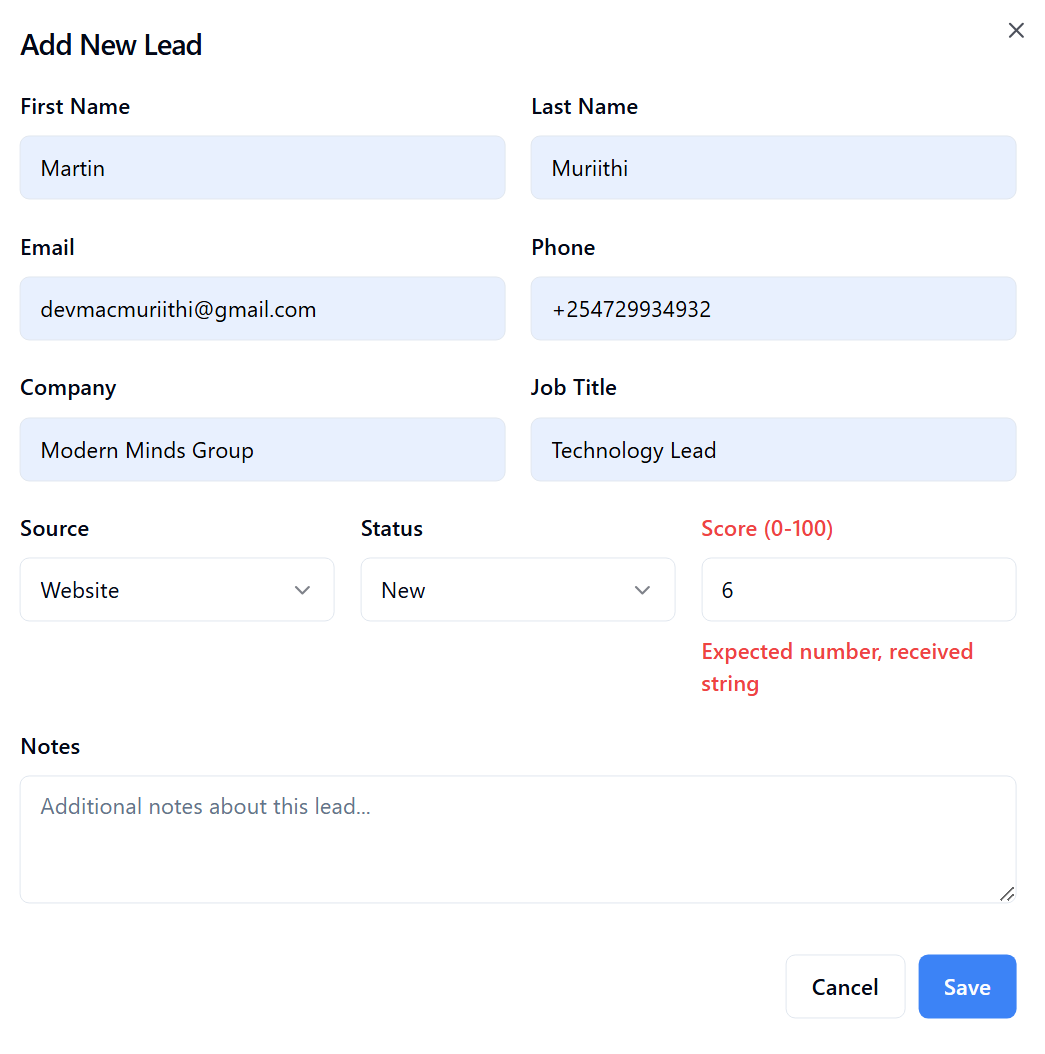 Add New Lead
First Name
Last Name
Martin
Muriithi
Email
Phone
devmacmuriithi@gmail.com
+254729934932
Company
Job Title
Modern Minds Group
Technology Lead
Source
Status
Score (0-100)
Website
New
6
Expected number, received
string
Notes
Additional notes about this lead...
Cancel
Save